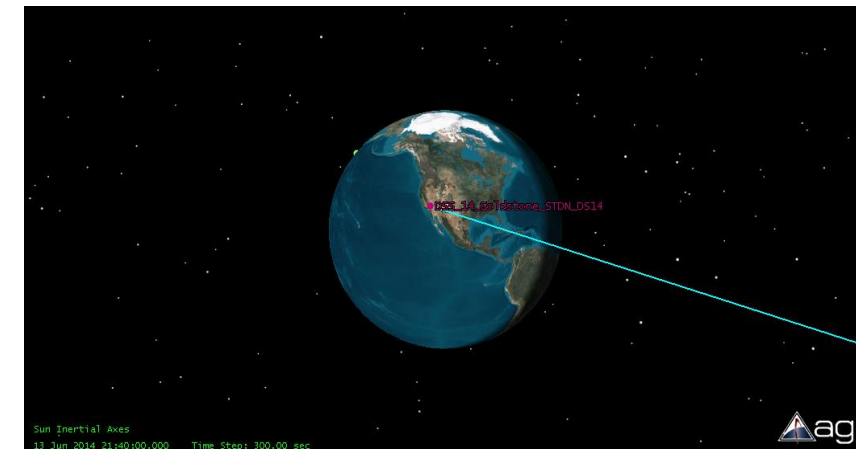 DSS_14_Goldstone_STDN_DS14
Sun Inertial Axes
13 Jun 2014 21:40:00.000 Time Step: 300.00 sec
ag